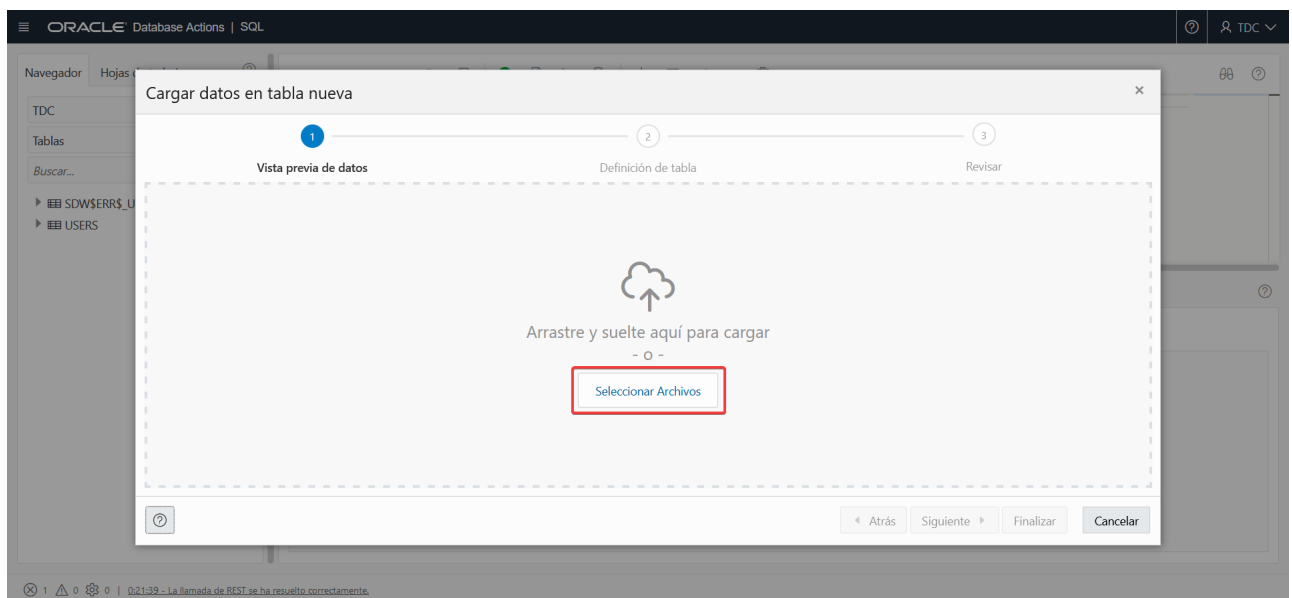 ORACLE Database Actions | SQL
TDC
Navegador Hojas
Cargar datos en tabla nueva
TDC
1 2 3
Tablas
Vista previa de datos Definición de tabla Revisar
Buscar...
SDW$ERR$_U
USERS
Arrastre y suelte aquí para cargar
- o -
Seleccionar Archivos
Atrás Siguiente Finalizar Cancelar
1 0 0 | 0:21:39 - La llamada de REST se ha resuelto correctamente.